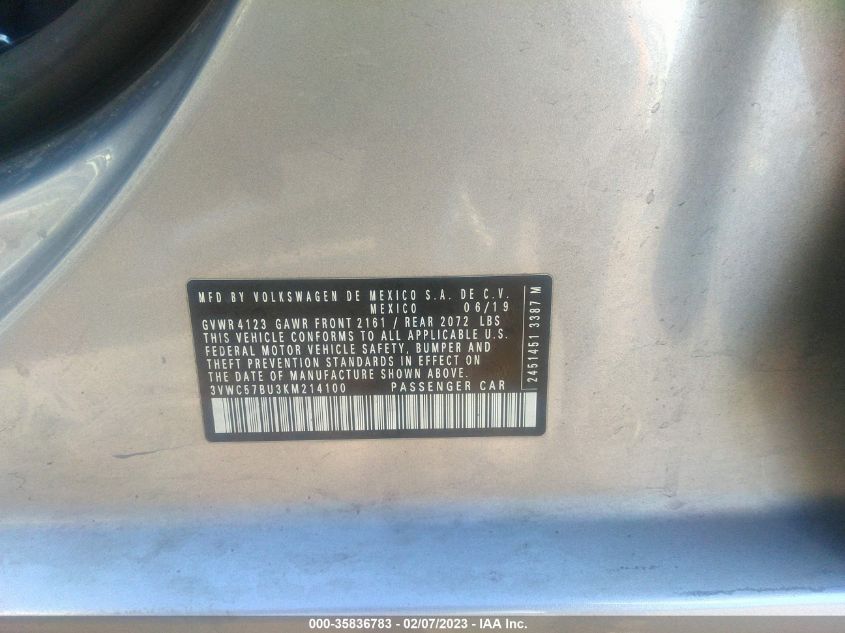 MFD BY VOLKSWAGEN DE MEXICO S.A. DE C.V.
MEXICO 06/19
GVWR 4123 GAWR FRONT 2161 / REAR 2072 LBS
THIS VEHICLE CONFORMS TO ALL APPLICABLE U.S.
FEDERAL MOTOR VEHICLE SAFETY, BUMPER AND
THEFT PREVENTION STANDARDS IN EFFECT ON
THE DATE OF MANUFACTURE SHOWN ABOVE.
3VWC57BU3KM214100 PASSENGER CAR
2451451 3387 M
000-35836783 - 02/07/2023 - © IAA Inc.